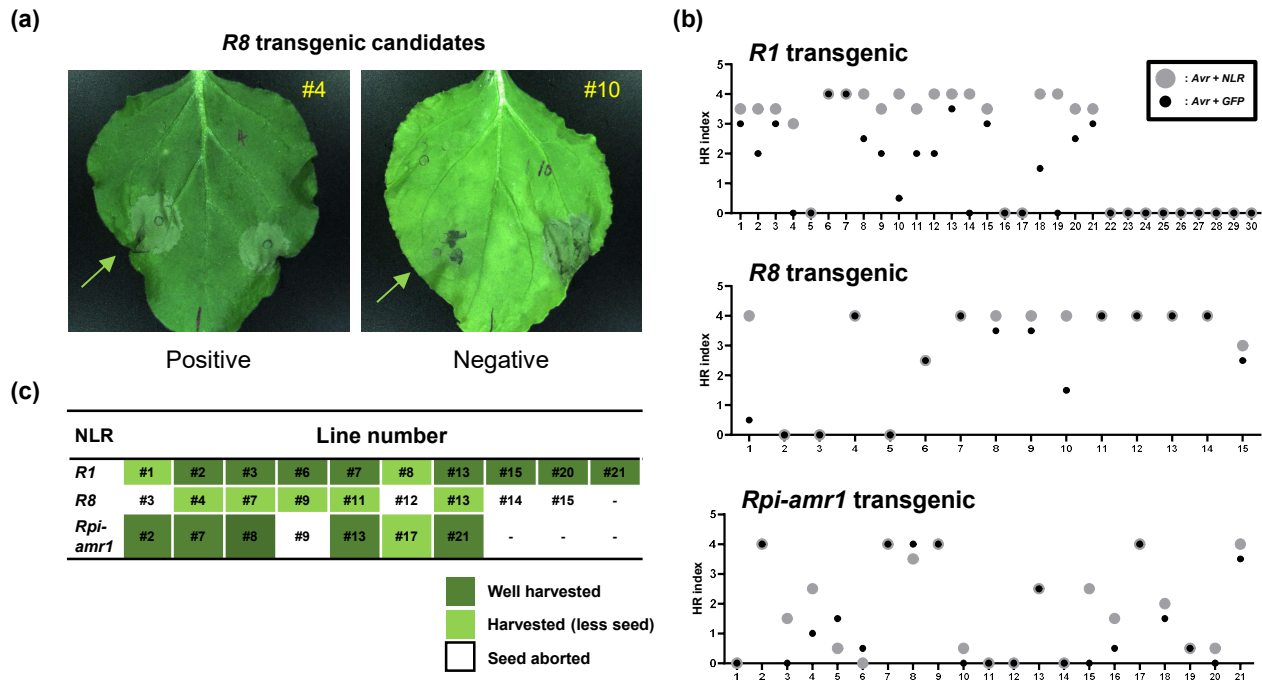 (a)
R8 transgenic candidates
#4
#10
4
10
Positive
Negative
(b)
R1 transgenic
: Avr + NLR
: Avr + GFP
HR index
5
4
3
2
1
0
1 2 3 4 5 6 7 8 9 10 11 12 13 14 15 16 17 18 19 20 21 22 23 24 25 26 27 28 29 30
R8 transgenic
HR index
5
4
3
2
1
0
1 2 3 4 5 6 7 8 9 10 11 12 13 14 15
Rpi-amr1 transgenic
HR index
5
4
3
2
1
0
1 2 3 4 5 6 7 8 9 10 11 12 13 14 15 16 17 18 19 20 21
(c)
NLR Line number
R1 #1 #2 #3 #6 #7 #8 #13 #15 #20 #21
R8 #3 #4 #7 #9 #11 #12 #13 #14 #15 -
Rpi-
amr1 #2 #7 #8 #9 #13 #17 #21 - - -
Well harvested
Harvested (less seed)
Seed aborted